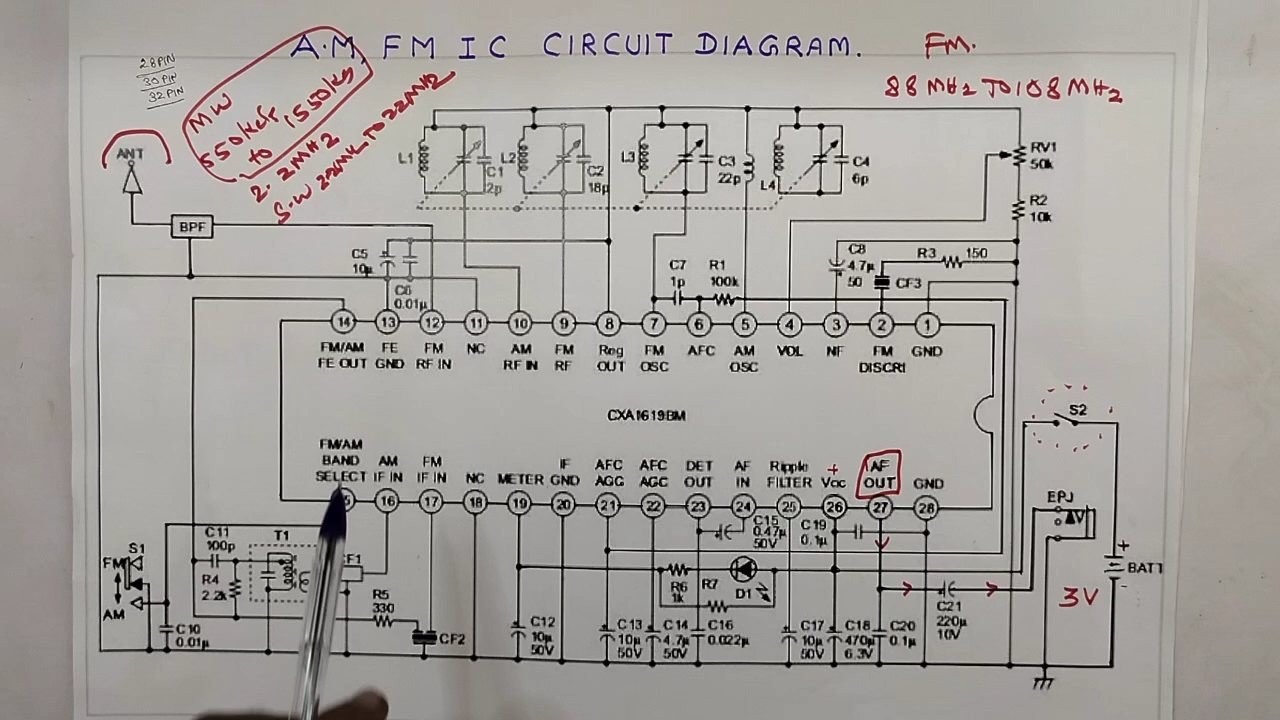 A.M FM IC CIRCUIT DIAGRAM. FM.
88 MHz TO 108 MHz
28 PIN
30 PIN
32 PIN
MW
550 Kcs
to 1550 Kcs
2. 2MHz
S.W 22MHz TO 22MHz
ANT
BPF
L1
C1
2p
L2
C2
18p
L3
C3
22p
L4
C4
6p
RV1
50k
R2
10k
C5
10µ
C6
0.01µ
C7
1p
R1
100k
C8
4.7µ
50
R3 150
CF3
14 13 12 11 10 9 8 7 6 5 4 3 2 1
FM/AM
FE OUT
FE
GND
FM
RF IN
NC
AM
RF IN
FM
RF
Reg
OUT
FM
OSC
AFC
AM
OSC
VOL
NF
FM
DISCRI
GND
CXA1619BM
FM/AM
BAND
SELECT
AM
IF IN
FM
IF IN
NC
METER
IF
GND
AFC
AGG
AFC
AGC
DET
OUT
AF
IN
Ripple
FILTER
+
Vcc
AF
OUT
GND
16 17 18 19 20 21 22 23 24 25 26 27 28
S2
EPJ
+
BAT1
3V
S1
FM
AM
C11
100p
T1
R4
2.2k
C10
0.01µ
R5
330
CF2
C12
10µ
50V
C13
10µ
50V
C14
4.7µ
50V
C15
0.47µ
50V
R6
1k
R7
D1
C16
0.022µ
C17
10µ
50V
C19
0.1µ
C18
470µ
6.3V
C20
0.1µ
C21
220µ
10V